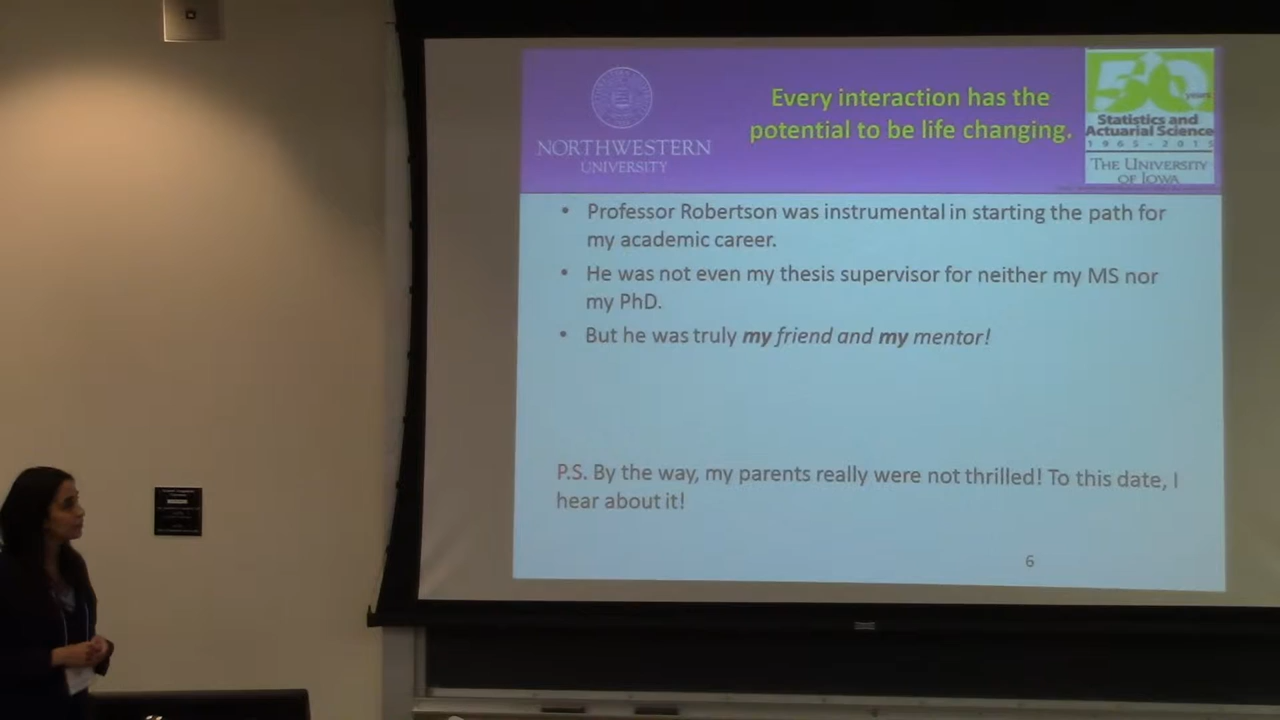 Every interaction has the
potential to be life changing.
NORTHWESTERN
UNIVERSITY
50
years
Statistics and
Actuarial Science
1965-2015
THE UNIVERSITY
OF IOWA
• Professor Robertson was instrumental in starting the path for
my academic career.
• He was not even my thesis supervisor for neither my MS nor
my PhD.
• But he was truly my friend and my mentor!
P.S. By the way, my parents really were not thrilled! To this date, I
hear about it!
6